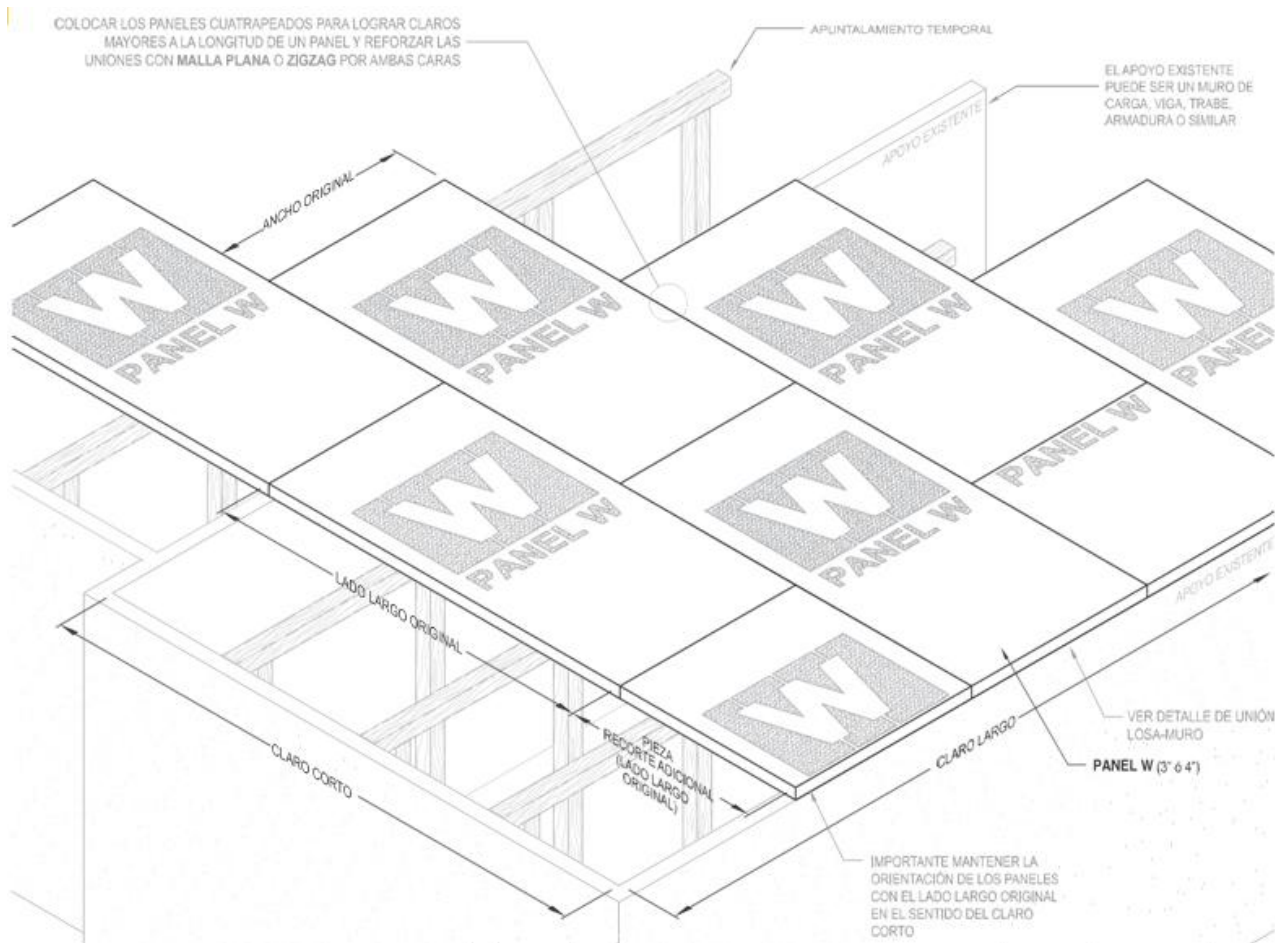 COLOCAR LOS PANELES CUATRAPEADOS PARA LOGRAR CLAROS
MAYORES A LA LONGITUD DE UN PANEL Y REFORZAR LAS
UNIONES CON MALLA PLANA O ZIGZAG POR AMBAS CARAS
APUNTALAMIENTO TEMPORAL
EL APOYO EXISTENTE
PUEDE SER UN MURO DE
CARGA, VIGA, TRABE,
ARMADURA O SIMILAR
APOYO EXISTENTE
ANCHO ORIGINAL
W
PANEL W
W
PANEL W
W
PANEL W
W
PANEL
W
PANEL W
W
PANEL W
PANEL W
W
APOYO EXISTENTE
LADO LARGO ORIGINAL
PIEZA
RECORTE ADICIONAL
(LADO LARGO
ORIGINAL)
CLARO CORTO
CLARO LARGO
VER DETALLE DE UNIÓN
LOSA-MURO
PANEL W (3" ó 4")
IMPORTANTE MANTENER LA
ORIENTACIÓN DE LOS PANELES
CON EL LADO LARGO ORIGINAL
EN EL SENTIDO DEL CLARO
CORTO